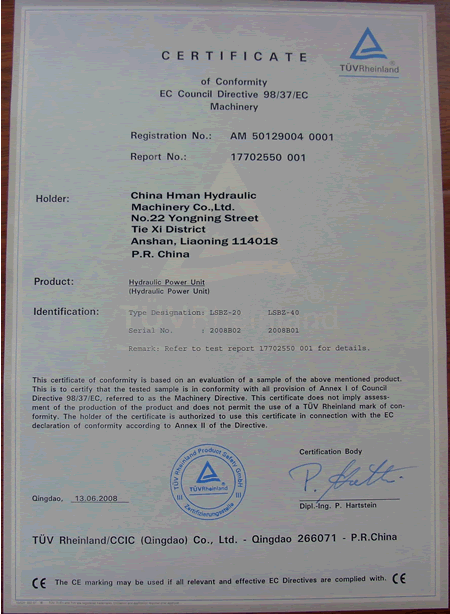 CERTIFICATE
TÜVRheinland®
of Conformity
EC Council Directive 98/37/EC
Machinery
Registration No.: AM 50129004 0001
Report No.: 17702550 001
Holder: China Hman Hydraulic
Machinery Co.,Ltd.
No.22 Yongning Street
Tie Xi District
Anshan, Liaoning 114018
P.R. China
Product: Hydraulic Power Unit
(Hydraulic Power Unit)
Identification: Type Designation: LSBZ-20 LSBZ-40
Serial No. : 2008B02 2008B01
Remark: Refer to test report 17702550 001 for details.
This certificate of conformity is based on an evaluation of a sample of the above mentioned product.
This is to certify that the tested sample is in conformity with all provision of Annex I of Council
Directive 98/37/EC, referred to as the Machinery Directive. This certificate does not imply assess-
ment of the production of the product and does not permit the use of a TÜV Rheinland mark of con-
formity. The holder of the certificate is authorized to use this certificate in connection with the EC
declaration of conformity according to Annex II of the Directive.
Certification Body
TÜV Rheinland Product Safety GmbH
TÜVRheinland
Zertifizierungsstelle
Qingdao, 13.06.2008
Dipl.-Ing. P. Hartstein
TÜV Rheinland/CCIC (Qingdao) Co., Ltd. - Qingdao 266071 - P.R.China
CE The CE marking may be used if all relevant and effective EC Directives are complied with. CE